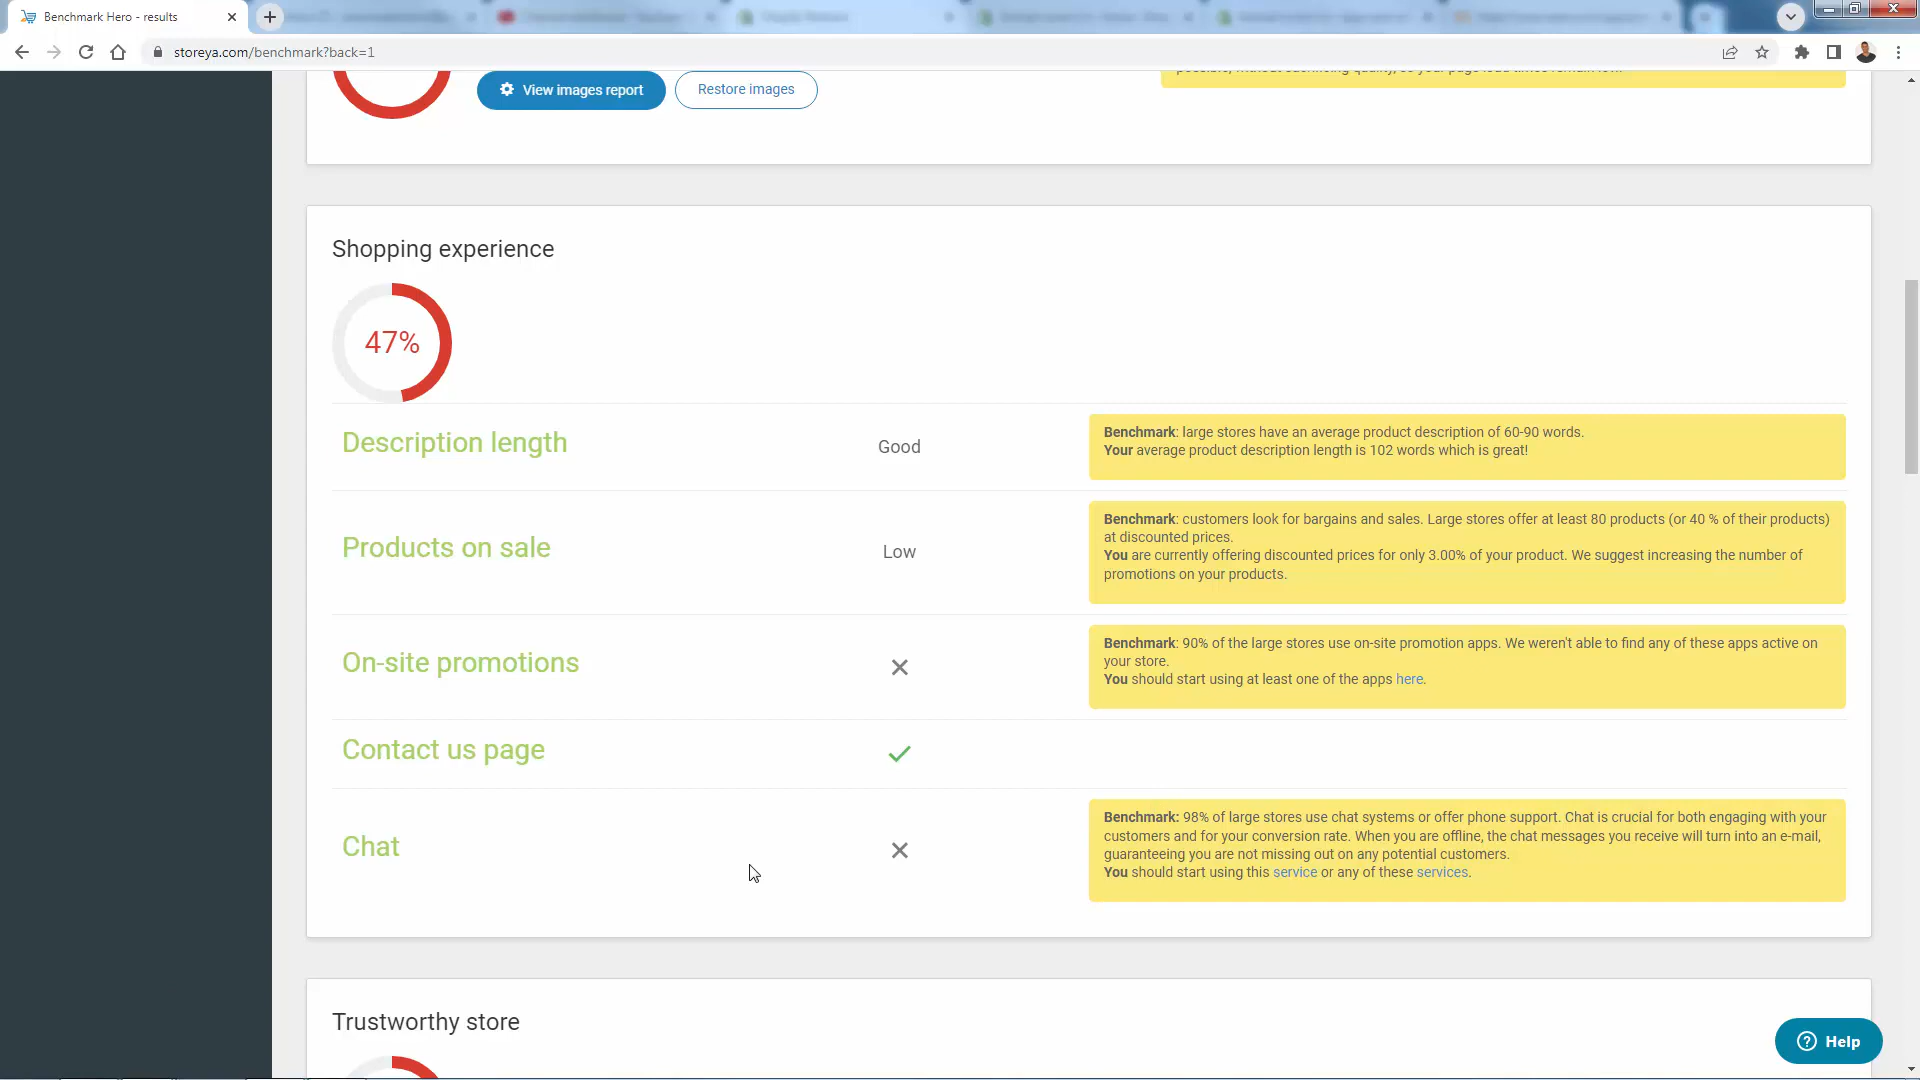 Benchmark Hero - results
storeya.com/benchmark?back=1
View images report
Restore images
Shopping experience
47%
Description length
Good
Benchmark: large stores have an average product description of 60-90 words.
Your average product description length is 102 words which is great!
Products on sale
Low
Benchmark: customers look for bargains and sales. Large stores offer at least 80 products (or 40 % of their products)
at discounted prices.
You are currently offering discounted prices for only 3.00% of your product. We suggest increasing the number of
promotions on your products.
On-site promotions
Benchmark: 90% of the large stores use on-site promotion apps. We weren't able to find any of these apps active on
your store.
You should start using at least one of the apps here.
Contact us page
Chat
Benchmark: 98% of large stores use chat systems or offer phone support. Chat is crucial for both engaging with your
customers and for your conversion rate. When you are offline, the chat messages you receive will turn into an e-mail,
guaranteeing you are not missing out on any potential customers.
You should start using this service or any of these services.
Trustworthy store
Help